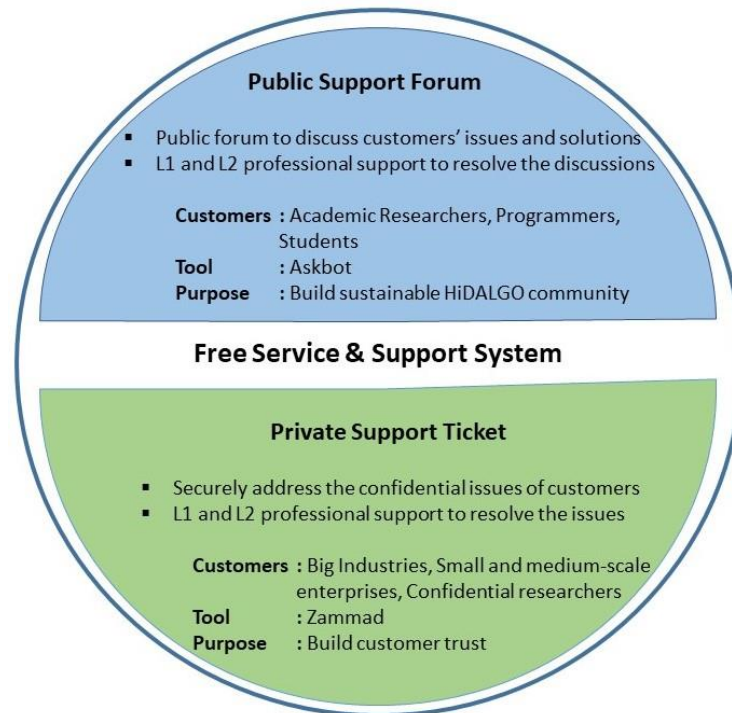 Public Support Forum
▪ Public forum to discuss customers’ issues and solutions
▪ L1 and L2 professional support to resolve the discussions
Customers : Academic Researchers, Programmers,
Students
Tool : Askbot
Purpose : Build sustainable HiDALGO community
Free Service & Support System
Private Support Ticket
▪ Securely address the confidential issues of customers
▪ L1 and L2 professional support to resolve the issues
Customers : Big Industries, Small and medium-scale
enterprises, Confidential researchers
Tool : Zammad
Purpose : Build customer trust